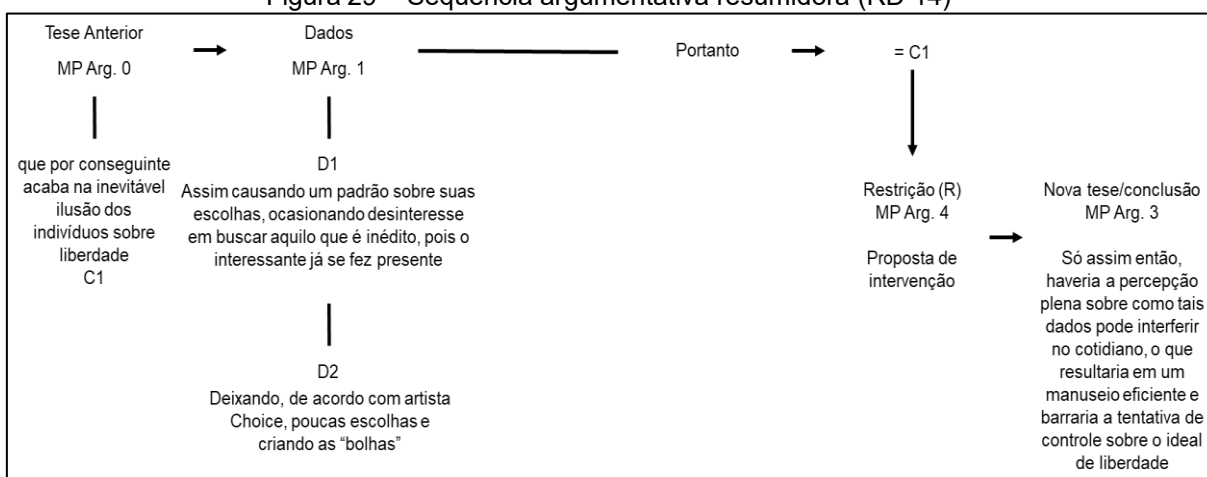 Figura 29 – Sequência argumentativa resumidora (RD 14)
Tese Anterior
MP Arg. 0
que por conseguinte
acaba na inevitável
ilusão dos
indivíduos sobre
liberdade
C1
Dados
MP Arg. 1
D1
Assim causando um padrão sobre suas
escolhas, ocasionando desinteresse
em buscar aquilo que é inédito, pois o
interessante já se fez presente
D2
Deixando, de acordo com artista
Choice, poucas escolhas e
criando as “bolhas”
Portanto
= C1
Restrição (R)
MP Arg. 4
Proposta de
intervenção
Nova tese/conclusão
MP Arg. 3
Só assim então,
haveria a percepção
plena sobre como tais
dados pode interferir
no cotidiano, o que
resultaria em um
manuseio eficiente e
barraria a tentativa de
controle sobre o ideal
de liberdade